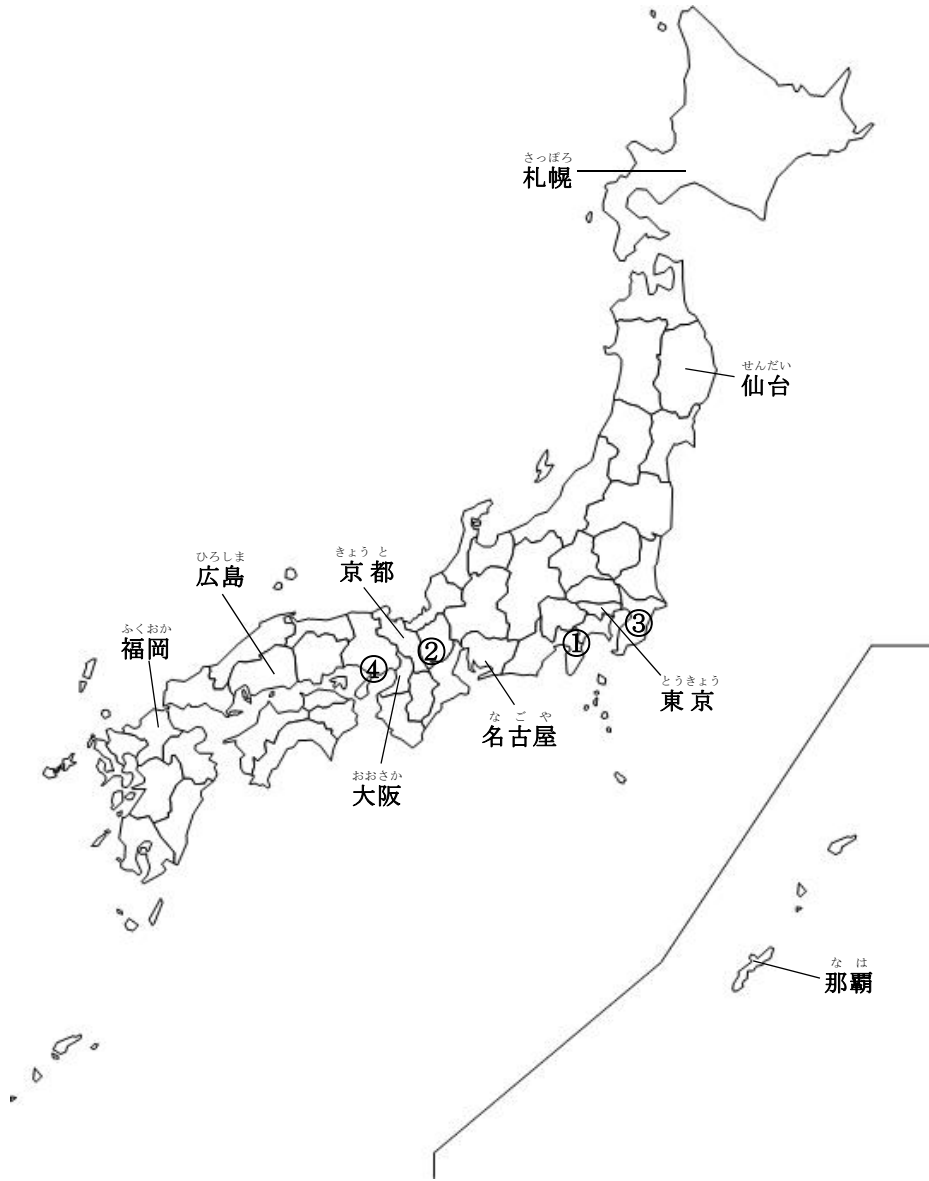 さっぽろ
札幌
せんだい
仙台
きょうと
京都
ひろしま
広島
ふくおか
福岡
③
①
②
④
とうきょう
東京
なごや
名古屋
おおさか
大阪
なは
那覇